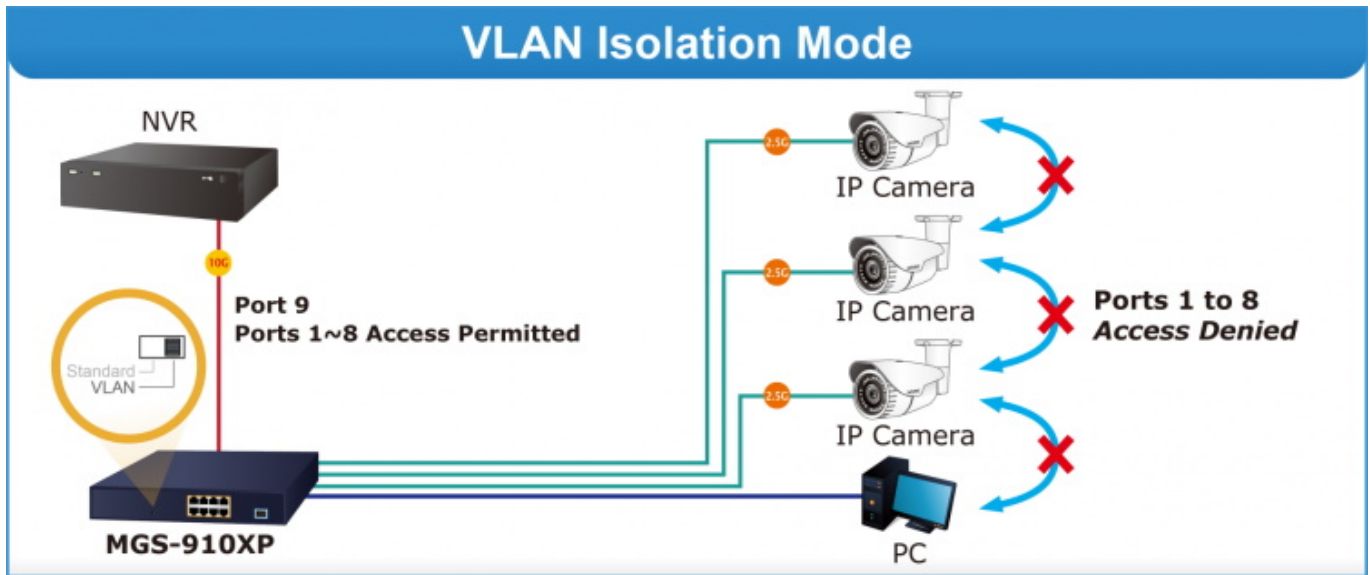 VLAN Isolation Mode
NVR
10G
Port 9
Ports 1~8 Access Permitted
Standard
VLAN
MGS-910XP
2.5G
IP Camera
2.5G
IP Camera
2.5G
IP Camera
PC
Ports 1 to 8
Access Denied